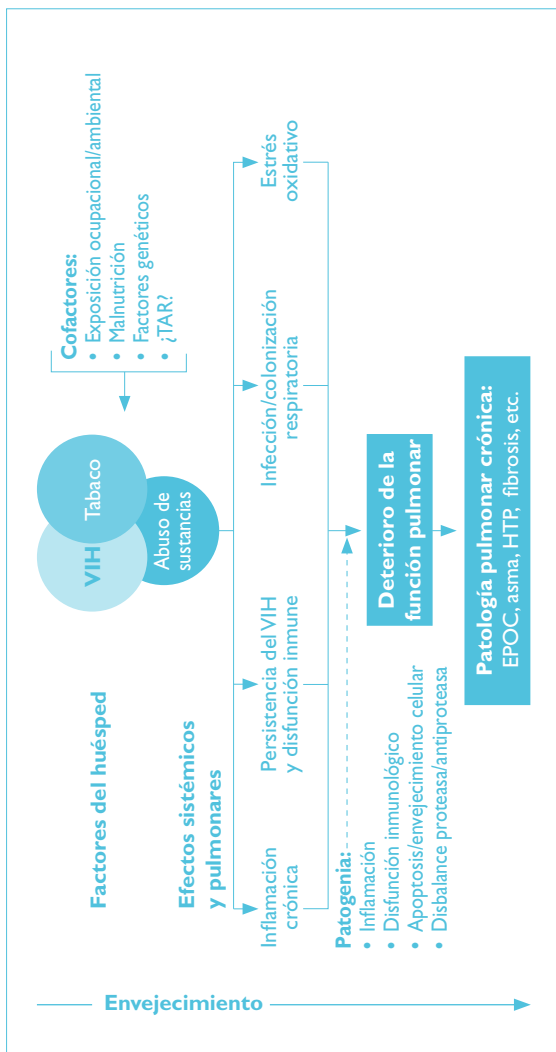 Envejecimiento
Factores del huésped
VIH
Tabaco
Abuso de
sustancias
Cofactores:
• Exposición ocupacional/ambiental
• Malnutrición
• Factores genéticos
• ¿TAR?
Efectos sistémicos
y pulmonares
Inflamación
crónica
Persistencia del VIH
y disfunción inmune
Infección/colonización
respiratoria
Estrés
oxidativo
Patogenia:
• Inflamación
• Disfunción inmunológico
• Apoptosis/envejecimiento celular
• Disbalance proteasa/antiproteasa
Deterioro de la
función pulmonar
Patología pulmonar crónica:
EPOC, asma, HTP, fibrosis, etc.